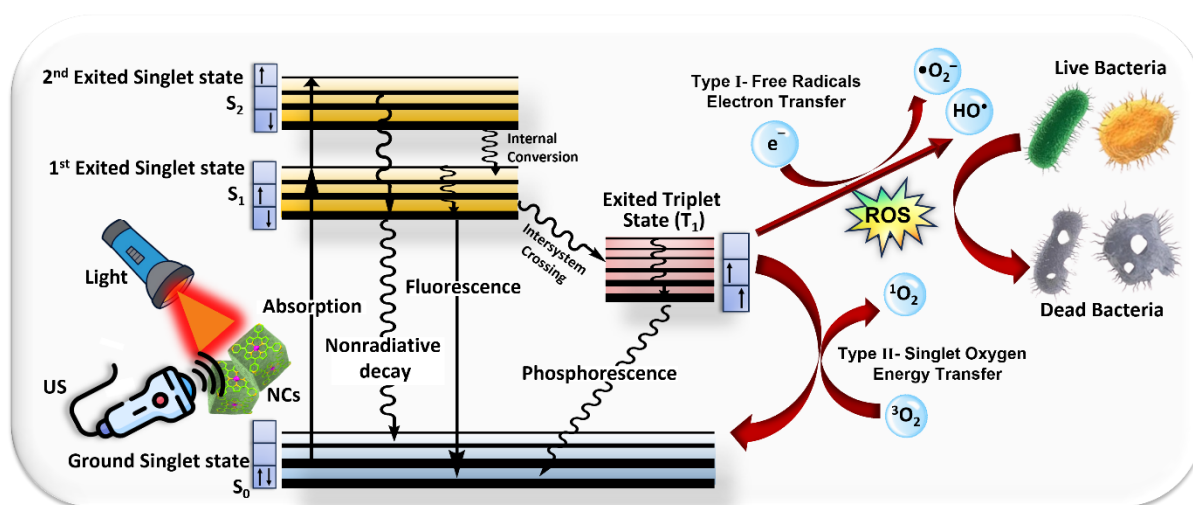 2nd Exited Singlet state
S2
1st Exited Singlet state
S1
Internal
Conversion
Intersystem
Crossing
Exited Triplet
State (T1)
Light
US
NCs
Absorption
Fluorescence
Nonradiative
decay
Phosphorescence
Ground Singlet state
S0
Type I- Free Radicals
Electron Transfer
e−
•O2−
HO•
ROS
Live Bacteria
Dead Bacteria
1O2
Type II- Singlet Oxygen
Energy Transfer
3O2